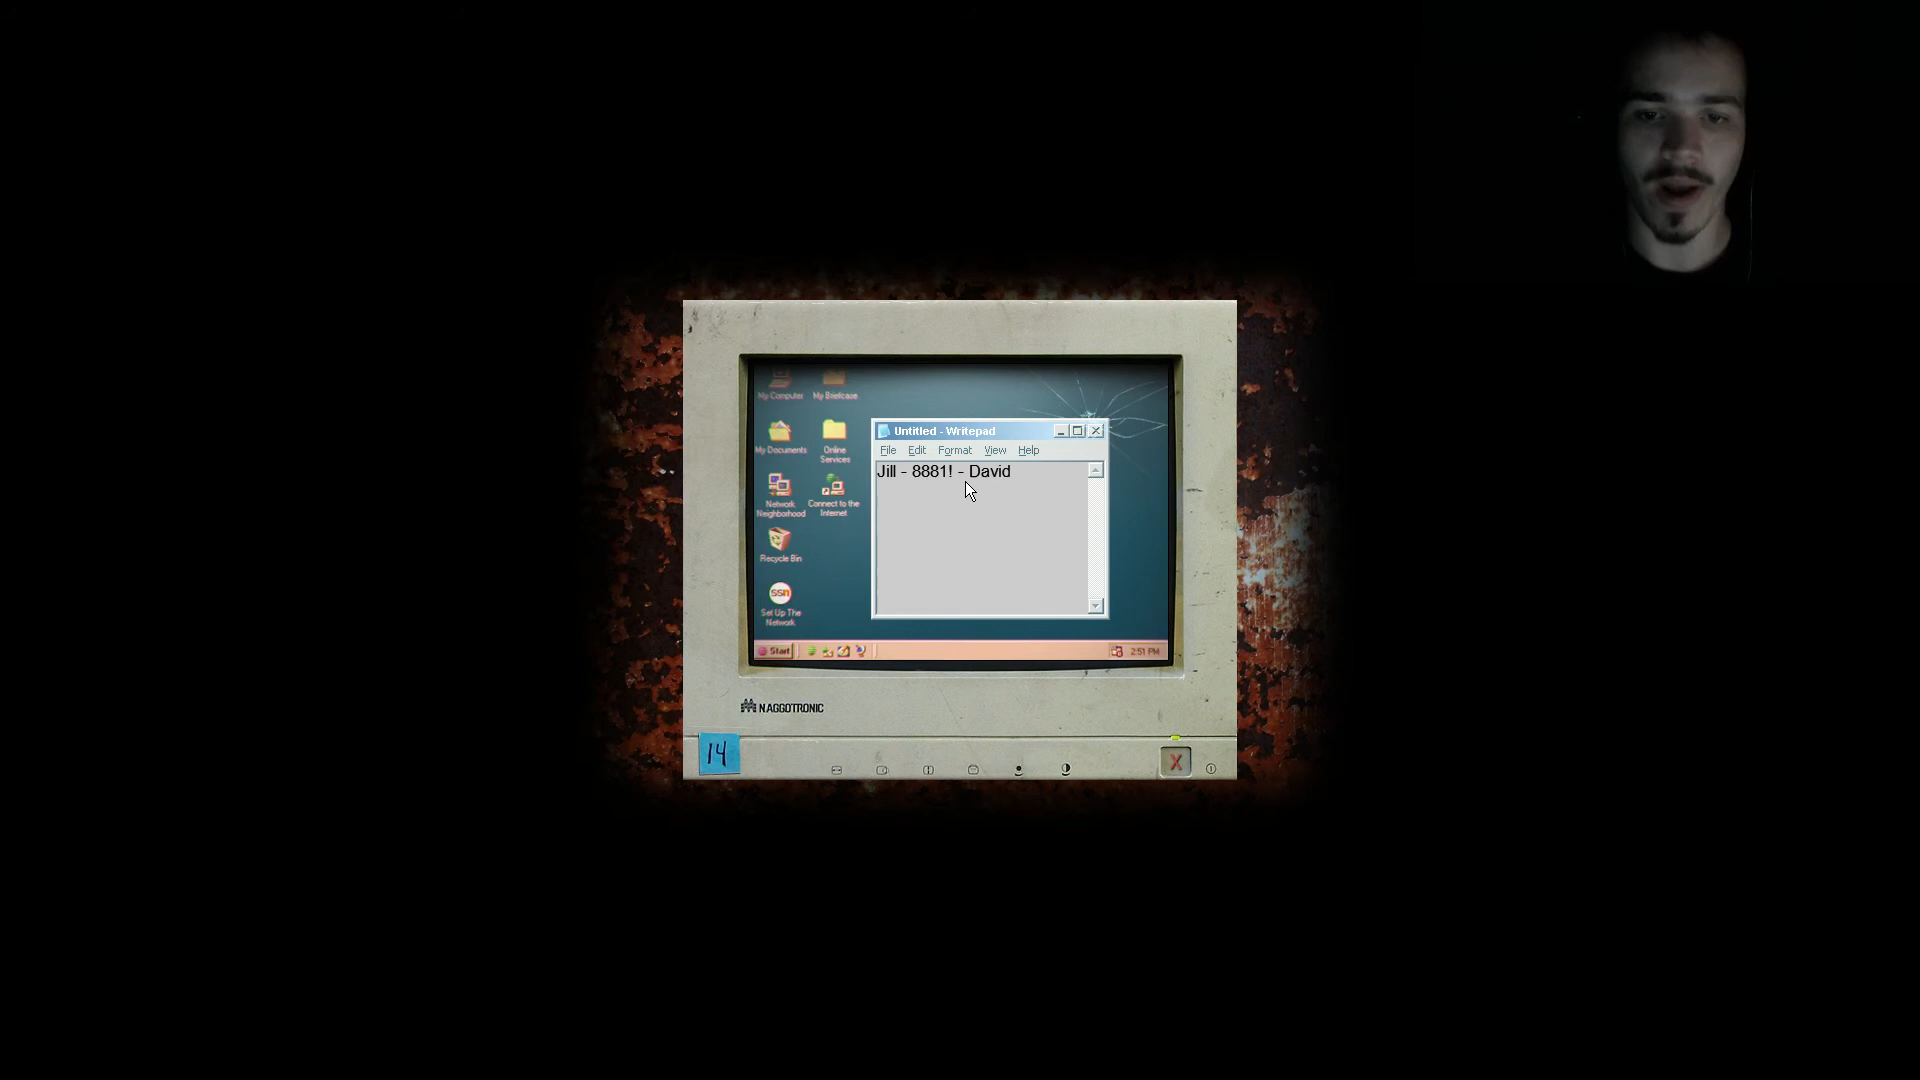 My Computer
My Briefcase
My Documents
Online
Services
Network
Neighborhood
Connect to the
Internet
Recycle Bin
ssn
Set Up The
Network
Untitled - Writepad
File Edit Format View Help
Jill - 8881! - David
Start
2:51 PM
NAGGOTRONIC
14
X